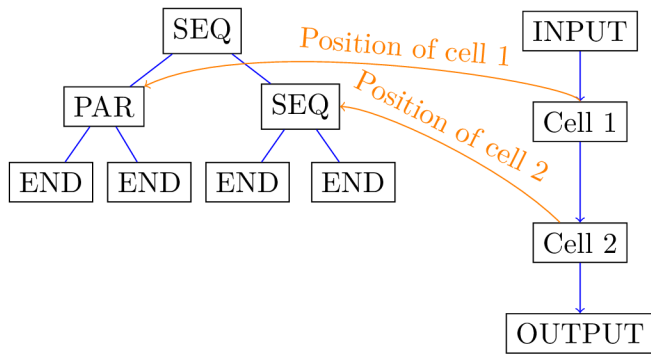 SEQ
Position of cell 1
INPUT
PAR
SEQ
Position of cell 2
Cell 1
END
END
END
END
Cell 2
OUTPUT